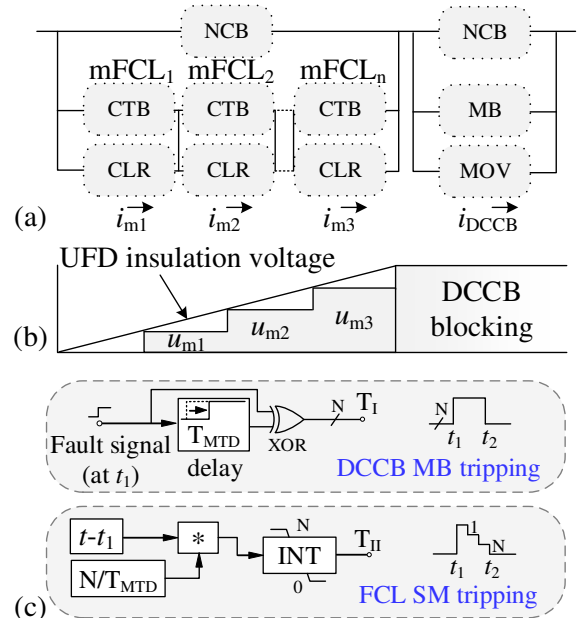 NCB NCB
mFCL1 mFCL2 mFCLn
CTB CTB CTB MB
CLR CLR CLR MOV
im1 im2 im3 iDCCB
(a)
UFD insulation voltage
um1 um2 um3
DCCB
blocking
(b)
Fault signal
(at t1)
TMTD
delay
XOR
N TI
N t1 t2
DCCB MB tripping
t-t1 * N
INT TII
N/TMTD 0
1 N
t1 t2
FCL SM tripping
(c)